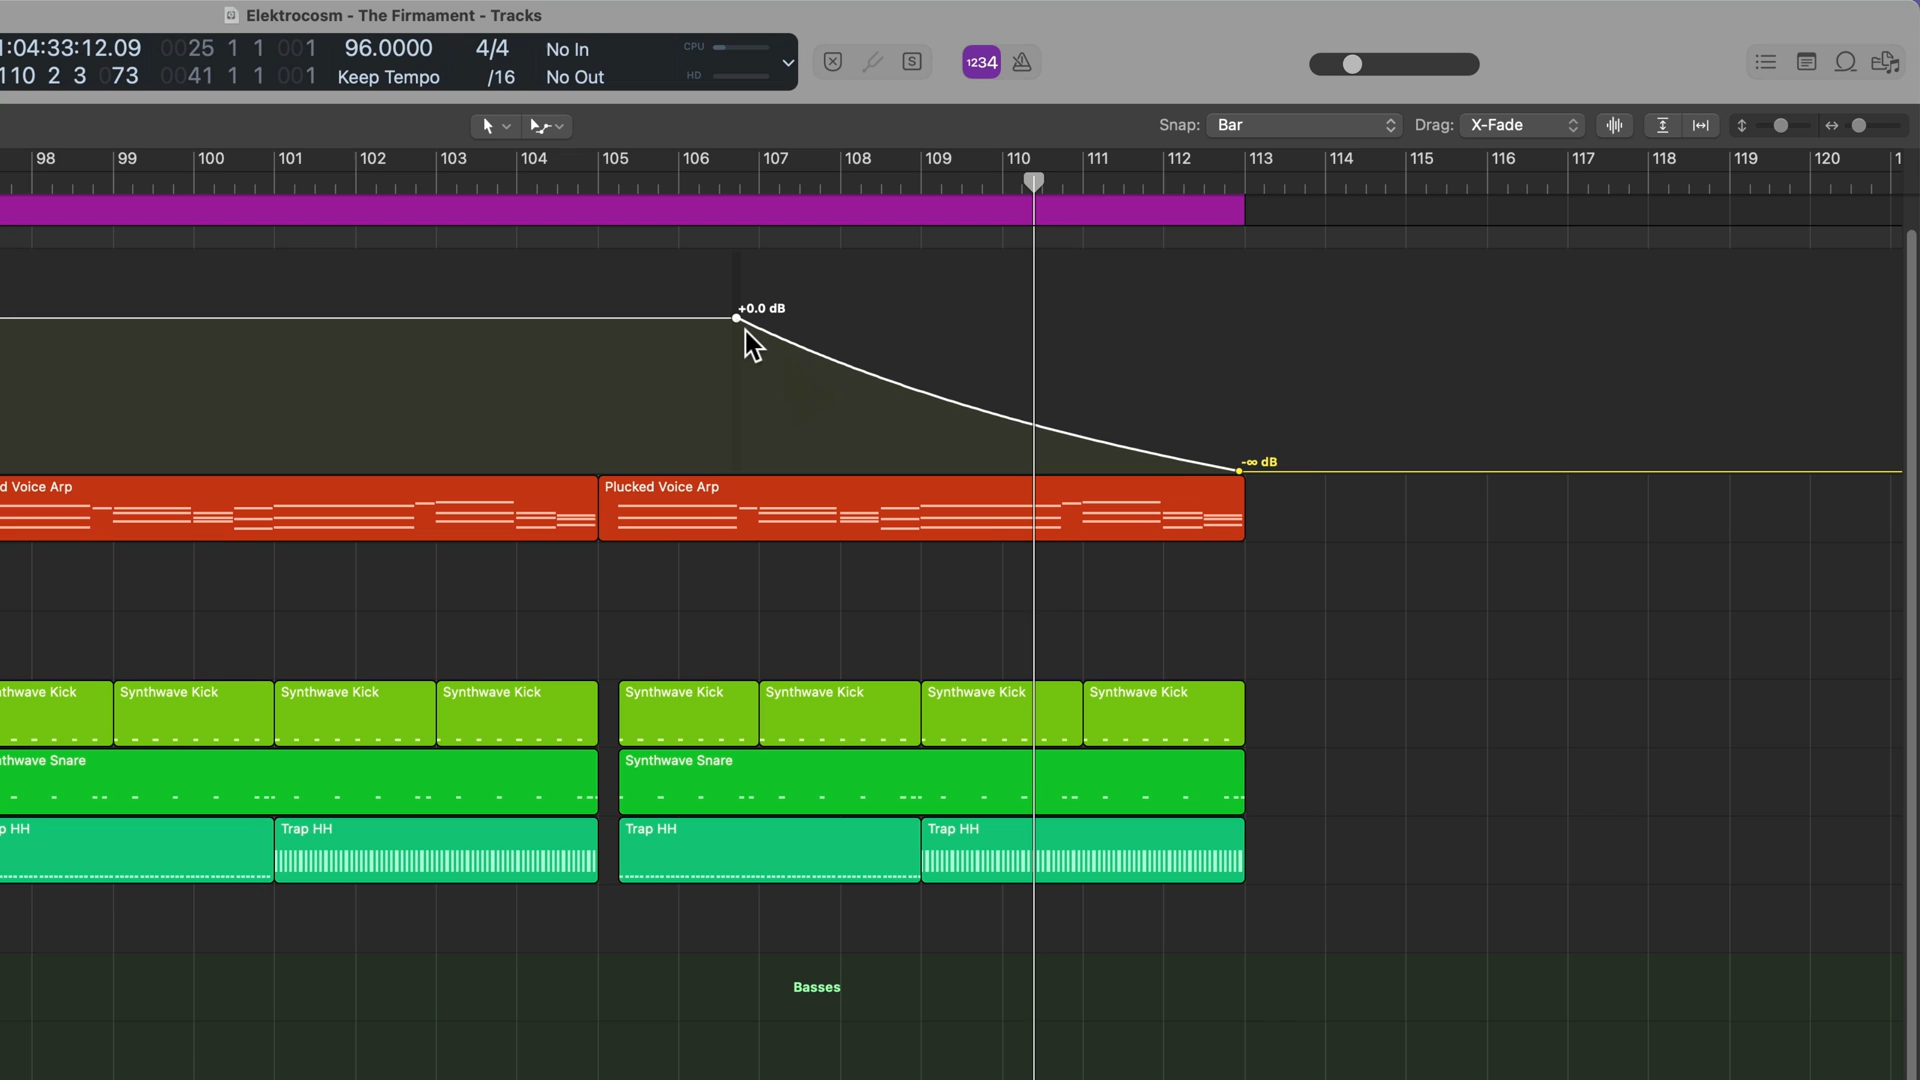 Elektrocosm - The Firmament - Tracks
1:04:33:12.09 0025 1 1 001 96.0000 4/4 No In CPU
110 2 3 073 0041 1 1 001 Keep Tempo /16 No Out HD
1234
S
Snap: Bar Drag: X-Fade
98 99 100 101 102 103 104 105 106 107 108 109 110 111 112 113 114 115 116 117 118 119 120 1
+0.0 dB
-∞ dB
d Voice Arp Plucked Voice Arp
thwave Kick Synthwave Kick Synthwave Kick Synthwave Kick Synthwave Kick Synthwave Kick Synthwave Kick Synthwave Kick
thwave Snare Synthwave Snare
p HH Trap HH Trap HH Trap HH
Basses